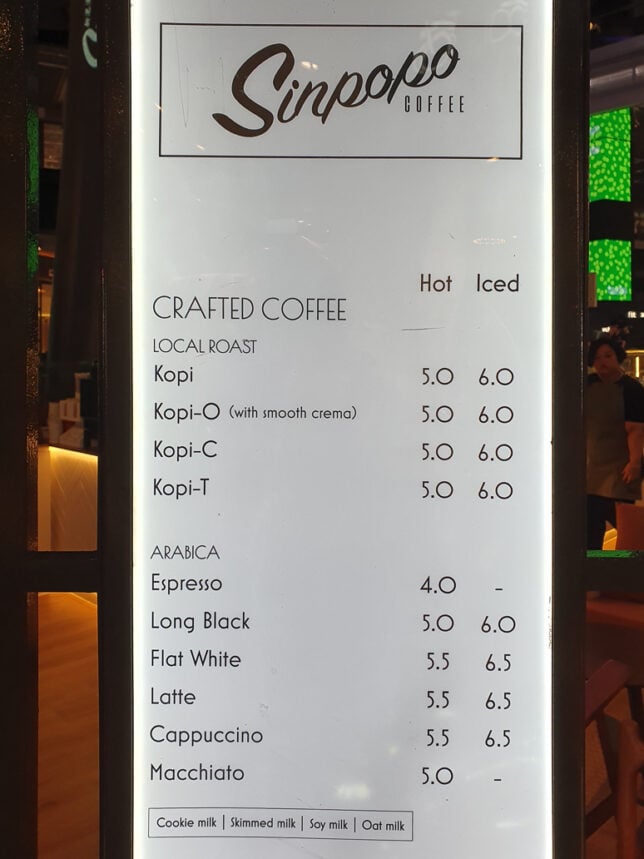 Sinpopo
COFFEE
Hot Iced
CRAFTED COFFEE
LOCAL ROAST
Kopi 5.0 6.0
Kopi-O (with smooth crema) 5.0 6.0
Kopi-C 5.0 6.0
Kopi-T 5.0 6.0
ARABICA
Espresso 4.0 -
Long Black 5.0 6.0
Flat White 5.5 6.5
Latte 5.5 6.5
Cappuccino 5.5 6.5
Macchiato 5.0 -
Cookie milk | Skimmed milk | Soy milk | Oat milk